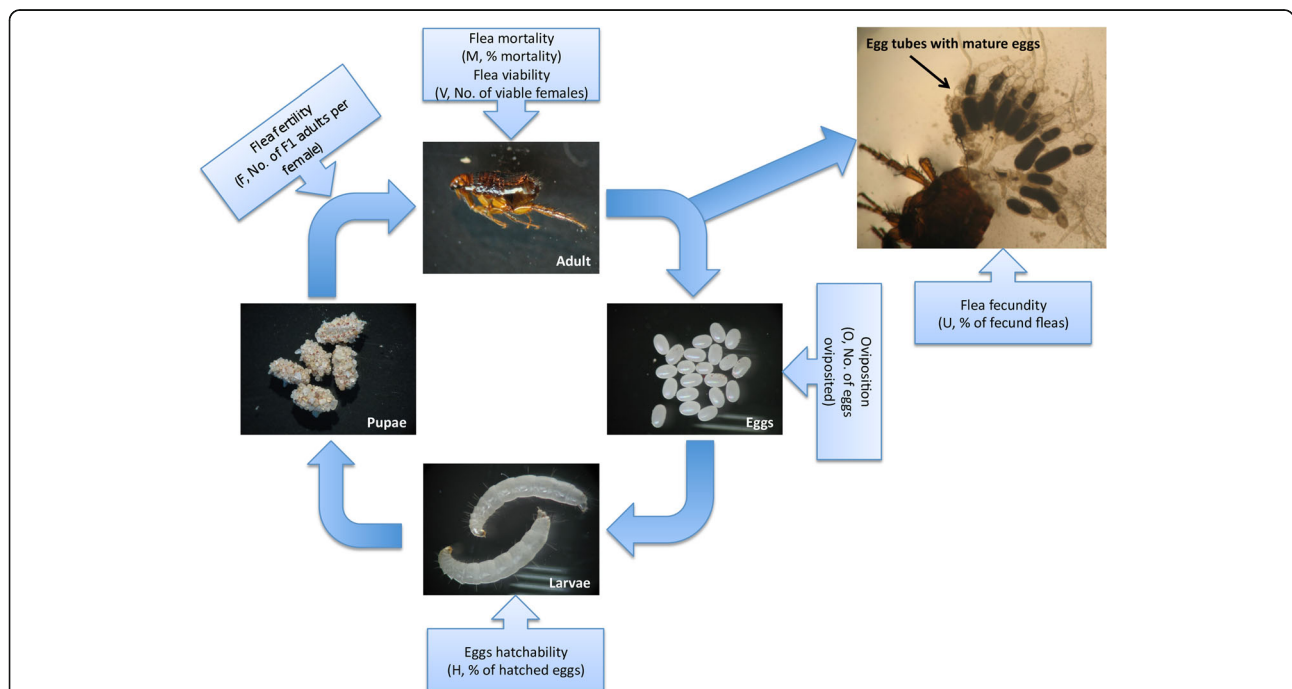 Flea mortality
(M, % mortality)
Flea viability
(V, No. of viable females)
Egg tubes with mature eggs
Flea fertility
(F, No. of F1 adults per
female)
Adult
Flea fecundity
(U, % of fecund fleas)
Oviposition
(O, No. of eggs
oviposited)
Pupae
Eggs
Larvae
Eggs hatchability
(H, % of hatched eggs)